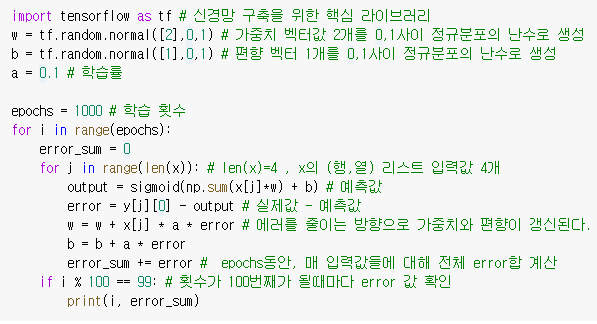 import tensorflow as tf # 신경망 구축을 위한 핵심 라이브러리
w = tf.random.normal([2],0,1) # 가중치 벡터값 2개를 0,1사이 정규분포의 난수로 생성
b = tf.random.normal([1],0,1) # 편향 벡터 1개를 0,1사이 정규분포의 난수로 생성
a = 0.1 # 학습률

epochs = 1000 # 학습 횟수
for i in range(epochs):
    error_sum = 0
    for j in range(len(x)): # len(x)=4 , x의 (행,열) 리스트 입력값 4개
        output = sigmoid(np.sum(x[j]*w) + b) # 예측값
        error = y[j][0] - output # 실제값 - 예측값
        w = w + x[j] * a * error # 에러를 줄이는 방향으로 가중치와 편향이 갱신된다.
        b = b + a * error
        error_sum += error #  epochs동안, 매 입력값들에 대해 전체 error합 계산
    if i % 100 == 99: # 횟수가 100번째가 될때마다 error 값 확인
        print(i, error_sum)